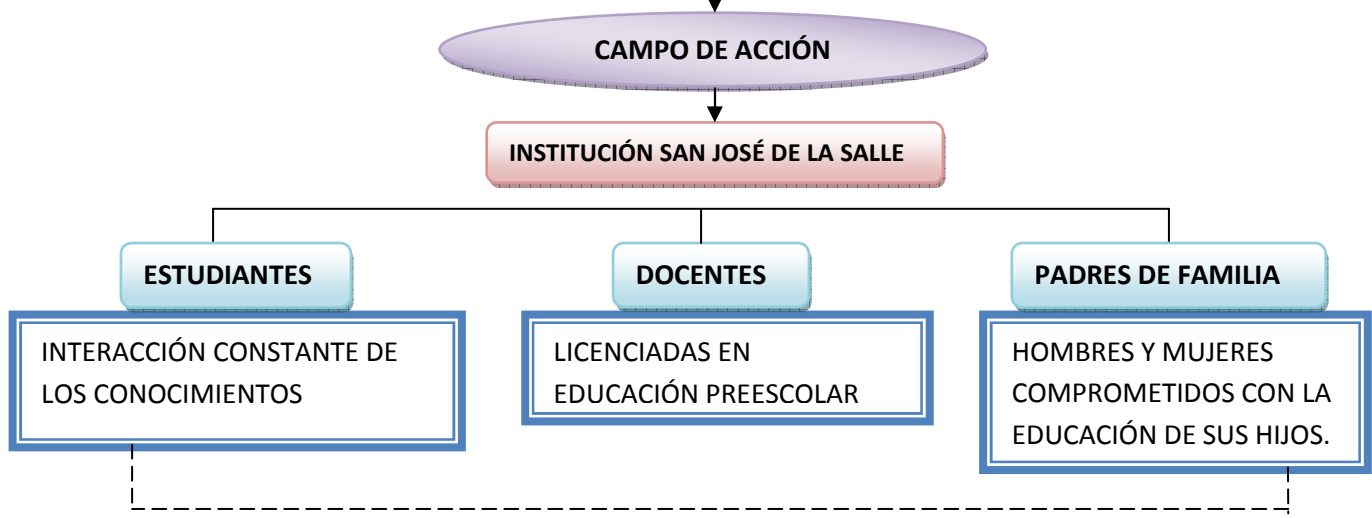 CAMPO DE ACCIÓN
INSTITUCIÓN SAN JOSÉ DE LA SALLE
ESTUDIANTES
INTERACCIÓN CONSTANTE DE
LOS CONOCIMIENTOS
DOCENTES
LICENCIADAS EN
EDUCACIÓN PREESCOLAR
PADRES DE FAMILIA
HOMBRES Y MUJERES
COMPROMETIDOS CON LA
EDUCACIÓN DE SUS HIJOS.